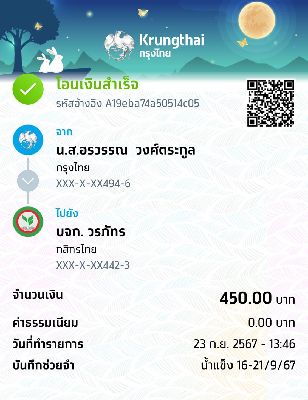 Krungthai
กรุงไทย
โอนเงินสำเร็จ
รหัสอ้างอิง A19eba74a50514c05
จาก
น.ส.อรวรรณ วงศ์ตระกูล
กรุงไทย
XXX-X-XX494-6
ไปยัง
นจก. วรภัทร
กสิกรไทย
XXX-X-XX442-3
จำนวนเงิน 450.00 บาท
ค่าธรรมเนียม 0.00 บาท
วันที่ทำรายการ 23 ก.ย. 2567 - 13:46
บันทึกช่วยจำ น้ำแข็ง 16-21/9/67